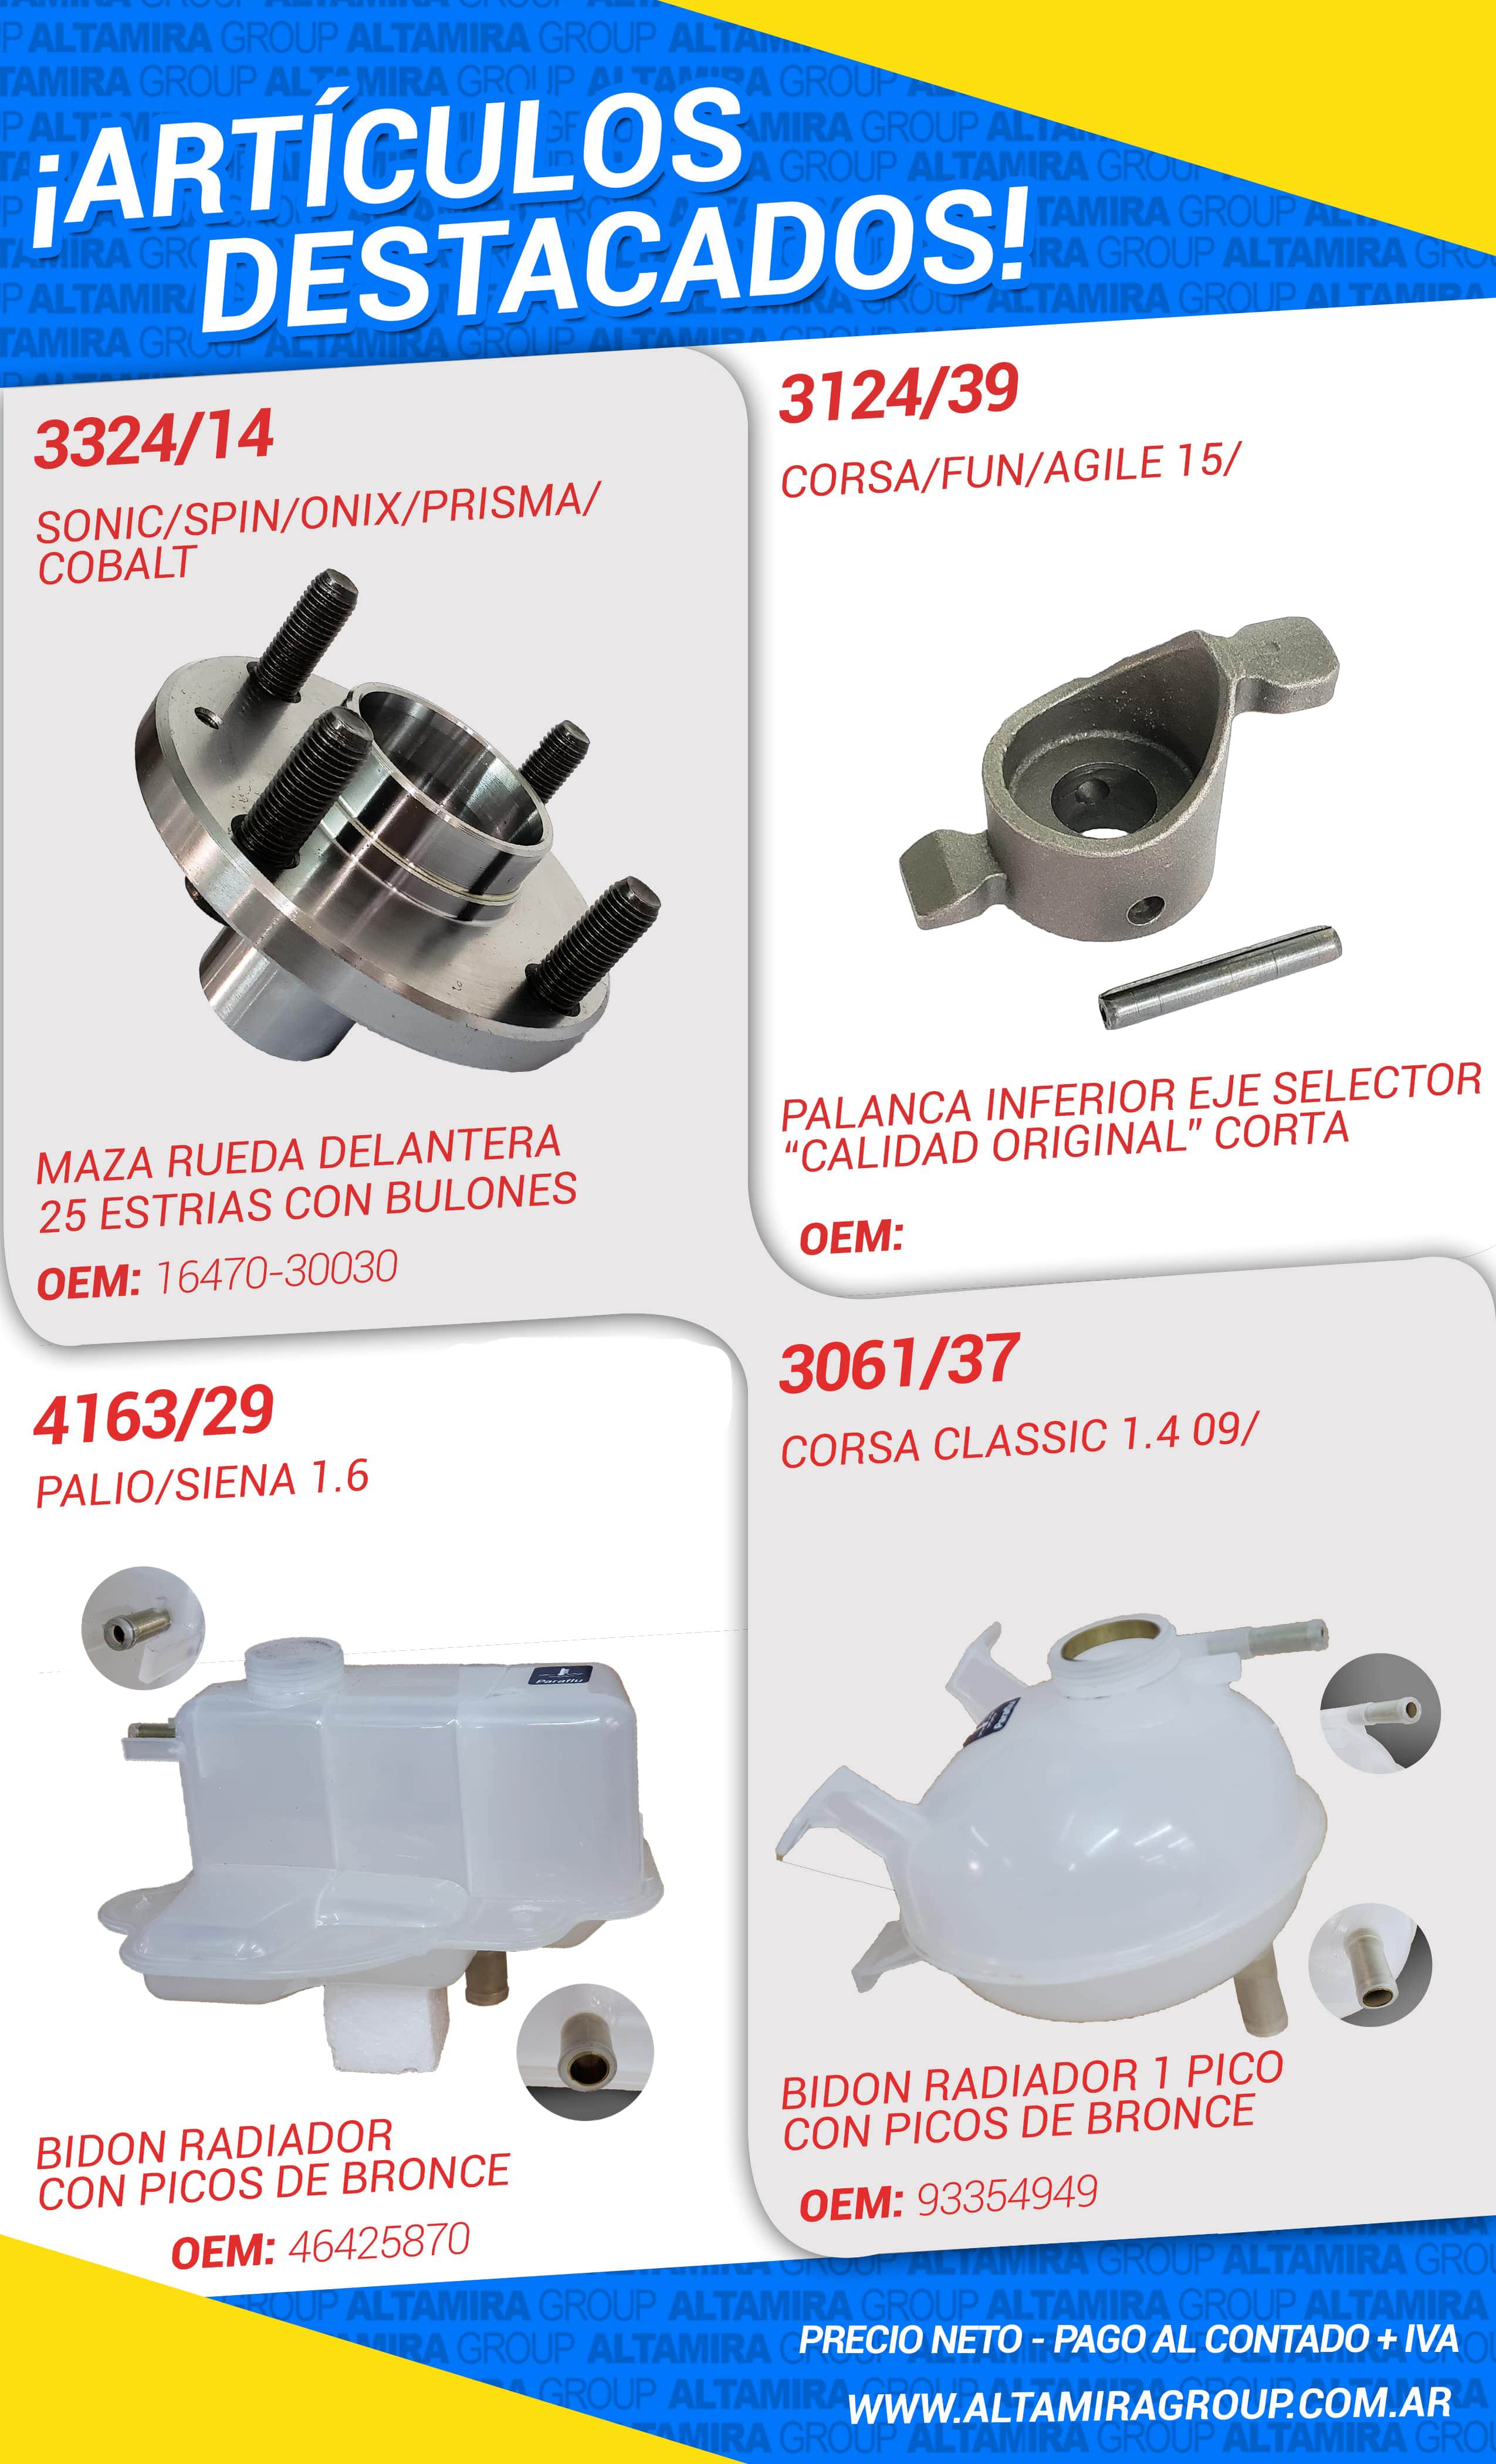 ¡ARTÍCULOS
DESTACADOS!
3324/14
SONIC/SPIN/ONIX/PRISMA/
COBALT
MAZA RUEDA DELANTERA
25 ESTRIAS CON BULONES
OEM: 16470-30030
3124/39
CORSA/FUN/AGILE 15/
PALANCA INFERIOR EJE SELECTOR
“CALIDAD ORIGINAL” CORTA
OEM:
4163/29
PALIO/SIENA 1.6
Paraflu
BIDON RADIADOR
CON PICOS DE BRONCE
OEM: 46425870
3061/37
CORSA CLASSIC 1.4 09/
BIDON RADIADOR 1 PICO
CON PICOS DE BRONCE
OEM: 93354949
PRECIO NETO - PAGO AL CONTADO + IVA
WWW.ALTAMIRAGROUP.COM.AR
ALTAMIRA GROUP